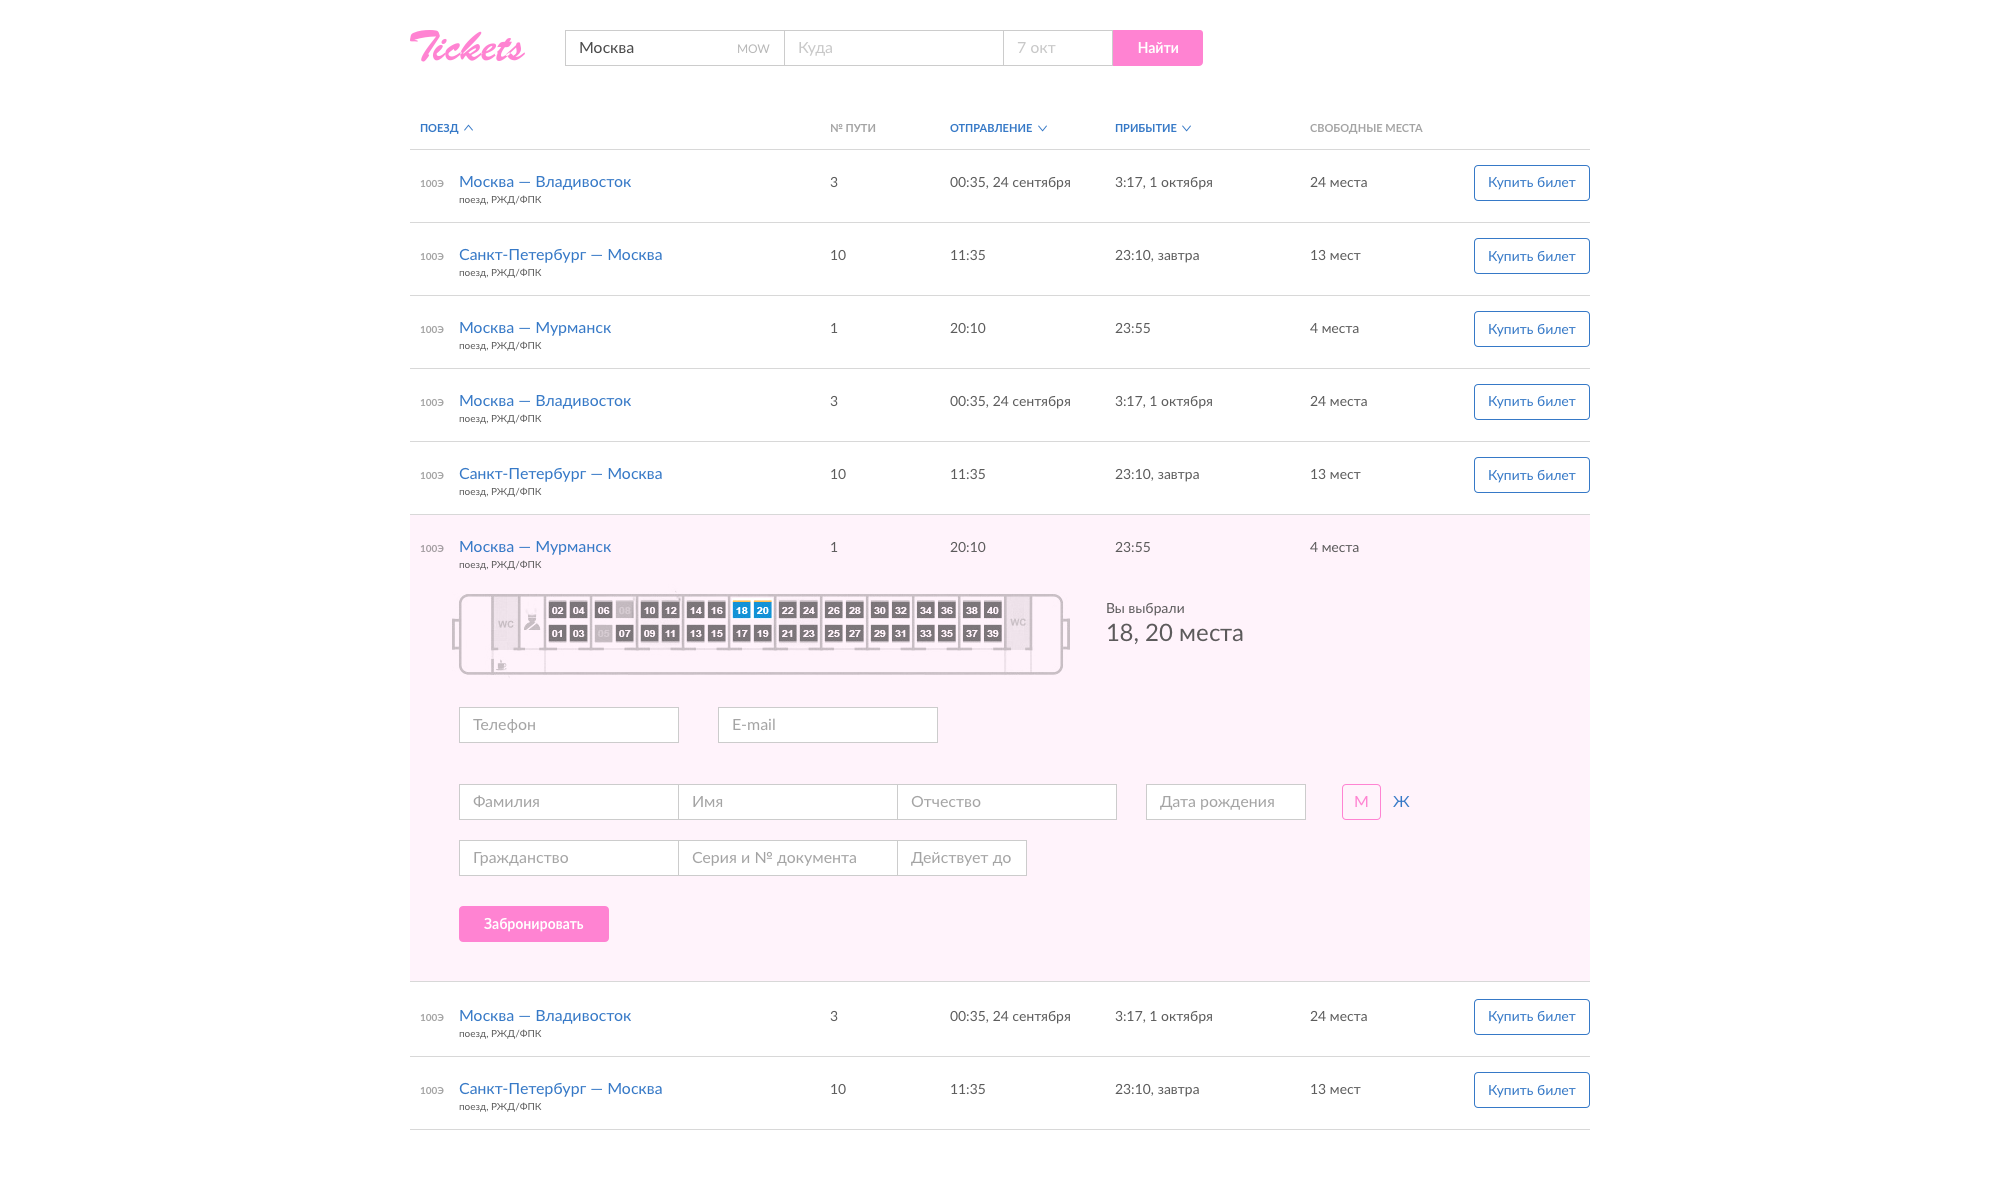 Tickets
Москва MOW Куда 7 окт Найти
ПОЕЗД № ПУТИ ОТПРАВЛЕНИЕ ПРИБЫТИЕ СВОБОДНЫЕ МЕСТА
100Э Москва — Владивосток 3 00:35, 24 сентября 3:17, 1 октября 24 места Купить билет
поезд, РЖД/ФПК
100Э Санкт-Петербург — Москва 10 11:35 23:10, завтра 13 мест Купить билет
поезд, РЖД/ФПК
100Э Москва — Мурманск 1 20:10 23:55 4 места Купить билет
поезд, РЖД/ФПК
100Э Москва — Владивосток 3 00:35, 24 сентября 3:17, 1 октября 24 места Купить билет
поезд, РЖД/ФПК
100Э Санкт-Петербург — Москва 10 11:35 23:10, завтра 13 мест Купить билет
поезд, РЖД/ФПК
100Э Москва — Мурманск 1 20:10 23:55 4 места
поезд, РЖД/ФПК
02 04 06 08 10 12 14 16 18 20 22 24 26 28 30 32 34 36 38 40
WC WC
01 03 05 07 09 11 13 15 17 19 21 23 25 27 29 31 33 35 37 39
Вы выбрали
18, 20 места
Телефон E-mail
Фамилия Имя Отчество Дата рождения М Ж
Гражданство Серия и № документа Действует до
Забронировать
100Э Москва — Владивосток 3 00:35, 24 сентября 3:17, 1 октября 24 места Купить билет
поезд, РЖД/ФПК
100Э Санкт-Петербург — Москва 10 11:35 23:10, завтра 13 мест Купить билет
поезд, РЖД/ФПК